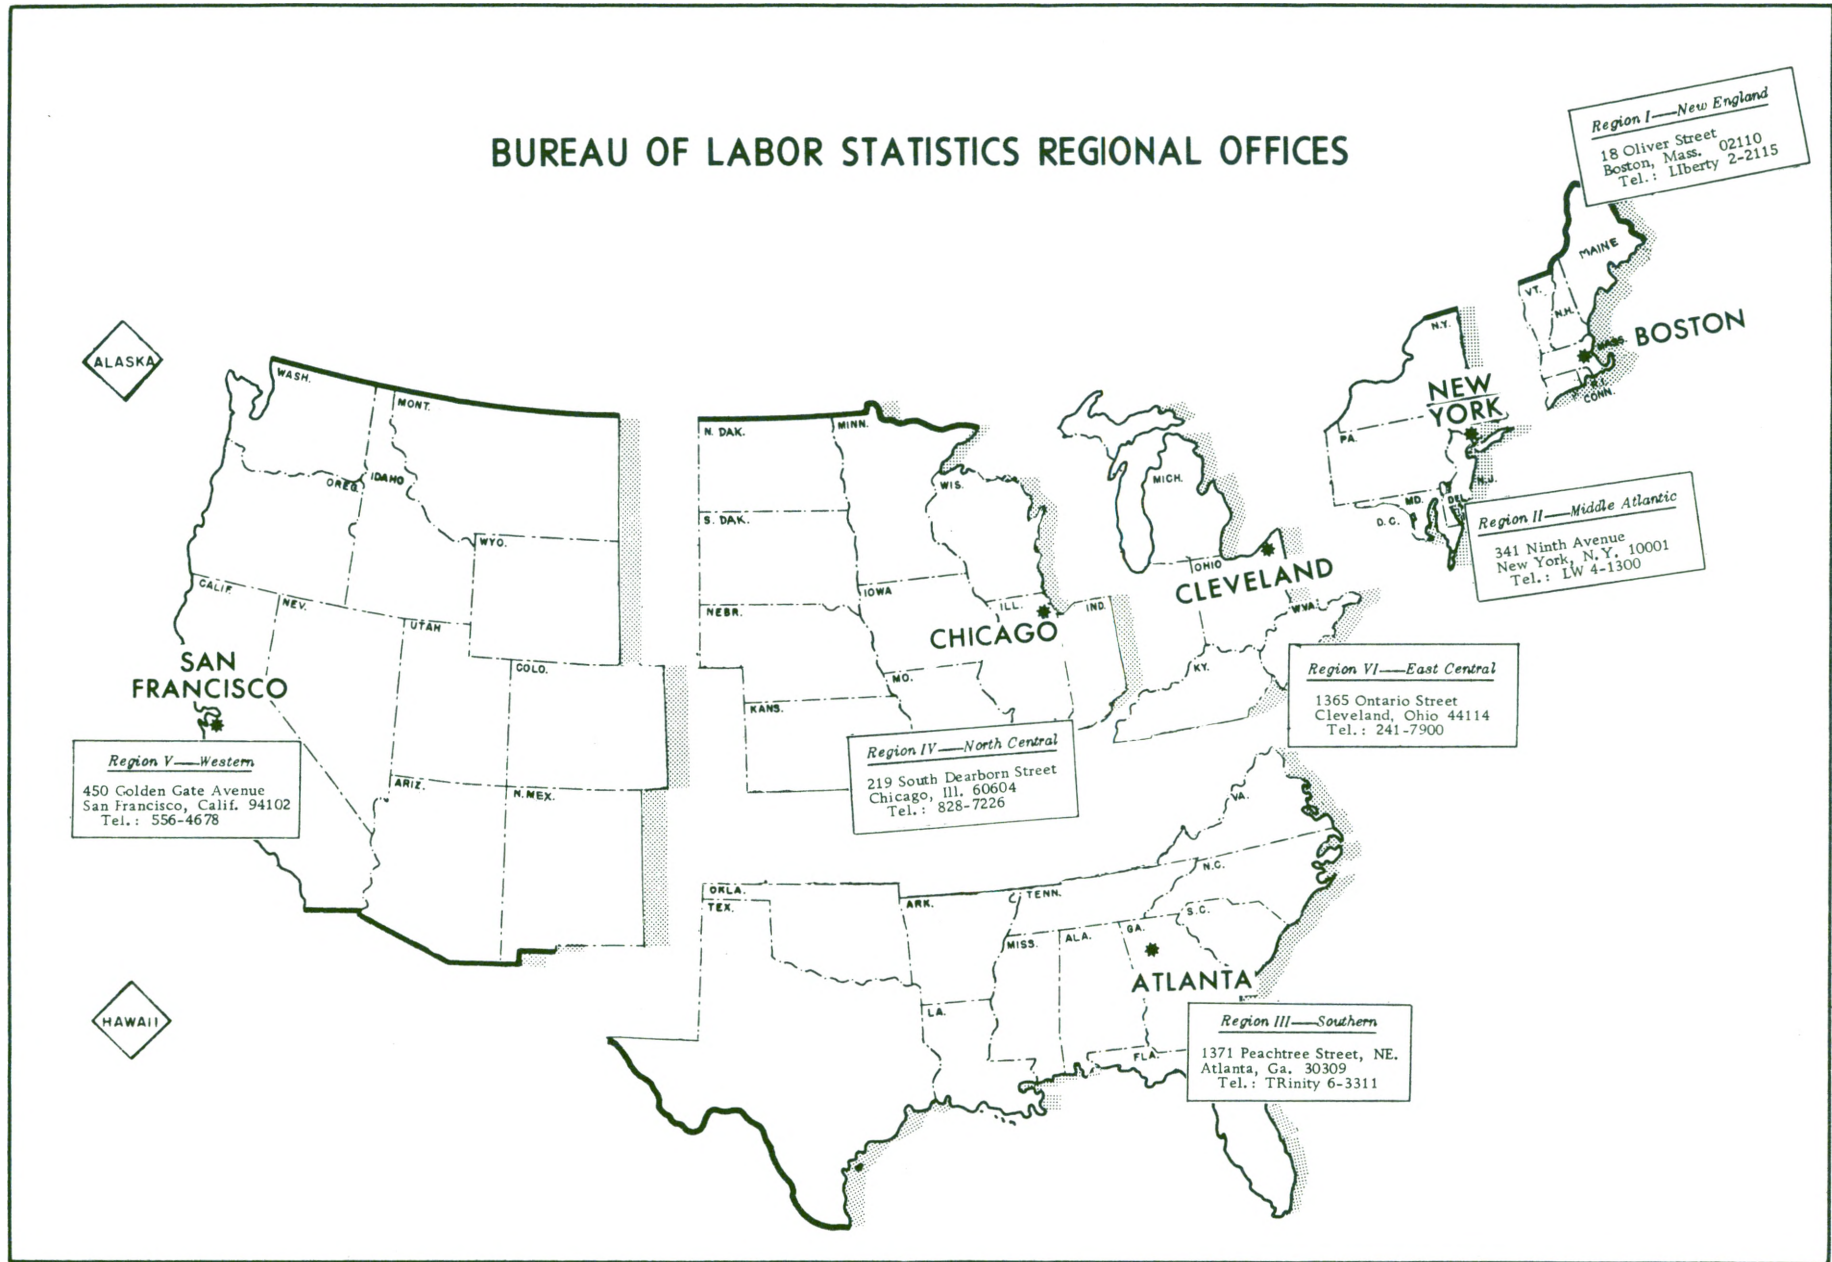 BUREAU OF LABOR STATISTICS REGIONAL OFFICES
Region I—New England
18 Oliver Street
Boston, Mass. 02110
Tel.: LIberty 2-2115
MAINE
VT.
N.H.
MASS.
BOSTON
R.I.
CONN.
N.Y.
NEW
YORK
PA.
N.J.
MD.
DEL.
D.C.
Region II—Middle Atlantic
341 Ninth Avenue
New York, N.Y. 10001
Tel.: LW 4-1300
ALASKA
WASH.
MONT.
OREG.
IDAHO
WYO.
CALIF.
NEV.
UTAH
COLO.
SAN
FRANCISCO
Region V—Western
450 Golden Gate Avenue
San Francisco, Calif. 94102
Tel.: 556-4678
ARIZ.
N.MEX.
HAWAII
N. DAK.
MINN.
WIS.
S. DAK.
IOWA
NEBR.
ILL.
IND.
CHICAGO
MO.
KANS.
Region IV—North Central
219 South Dearborn Street
Chicago, Ill. 60604
Tel.: 828-7226
MICH.
OHIO
CLEVELAND
W.VA.
KY.
Region VI—East Central
1365 Ontario Street
Cleveland, Ohio 44114
Tel.: 241-7900
VA.
N.C.
OKLA.
TEX.
ARK.
TENN.
S.C.
MISS.
ALA.
GA.
ATLANTA
LA.
FLA.
Region III—Southern
1371 Peachtree Street, NE.
Atlanta, Ga. 30309
Tel.: TRinity 6-3311